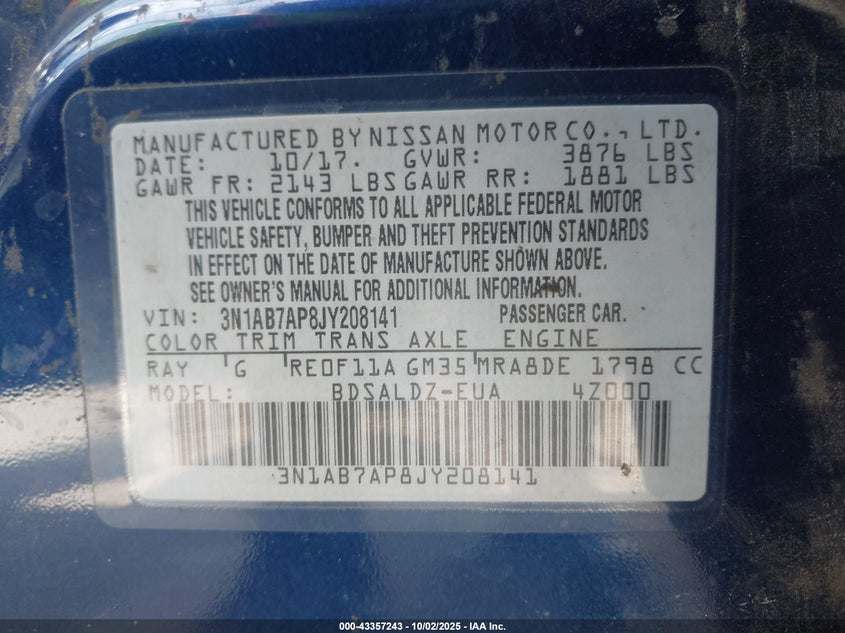 MANUFACTURED BY NISSAN MOTOR CO., LTD.
DATE: 10/17. GVWR: 3876 LBS
GAWR FR: 2143 LBS GAWR RR: 1881 LBS
THIS VEHICLE CONFORMS TO ALL APPLICABLE FEDERAL MOTOR
VEHICLE SAFETY, BUMPER AND THEFT PREVENTION STANDARDS
IN EFFECT ON THE DATE OF MANUFACTURE SHOWN ABOVE.
SEE OWNER'S MANUAL FOR ADDITIONAL INFORMATION.
VIN: 3N1AB7AP8JY208141 PASSENGER CAR.
COLOR TRIM TRANS AXLE ENGINE
RAY G RE0F11A GM35 MRA8DE 1798 CC
MODEL: BDSALDZ-EUA 4Z000
3N1AB7AP8JY208141
000-43357243 - 10/02/2025 - IAA Inc.